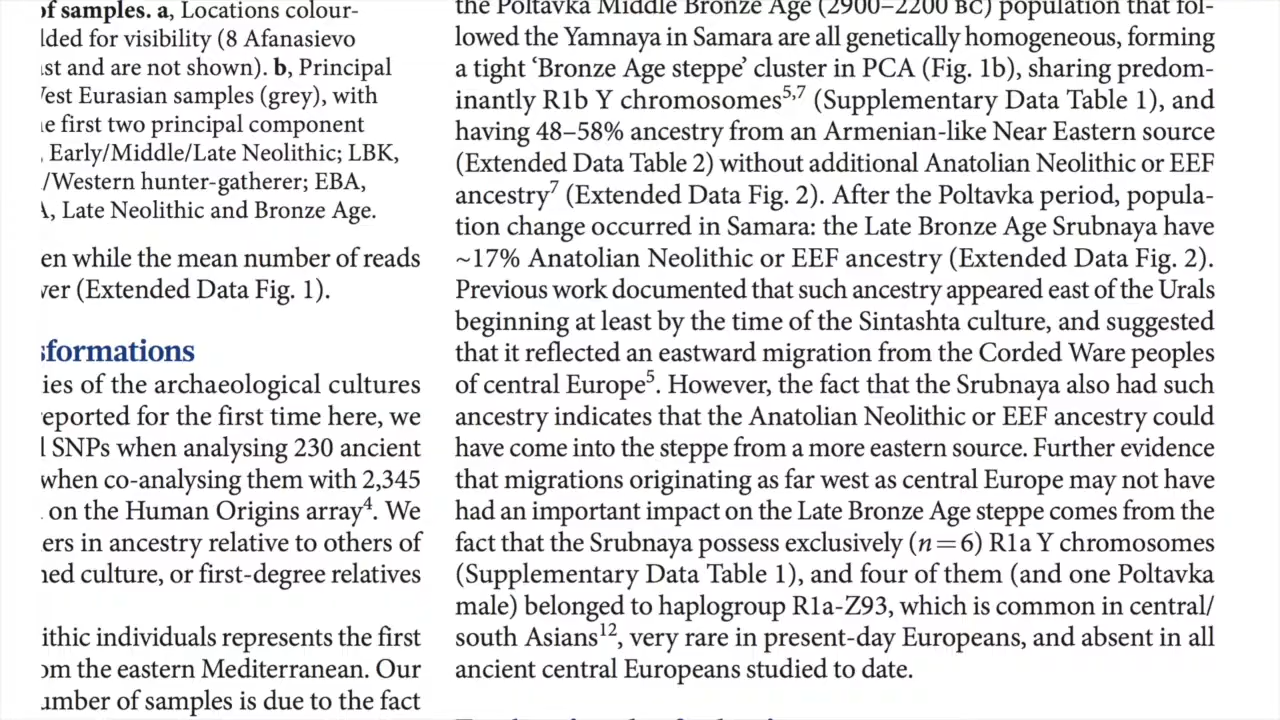 of samples. a, Locations colour-
ded for visibility (8 Afanasievo
and are not shown). b, Principal
Eurasian samples (grey), with
first two principal component
, Early/Middle/Late Neolithic; LBK,
/Western hunter-gatherer; EBA,
, Late Neolithic and Bronze Age.
en while the mean number of reads
ver (Extended Data Fig. 1).
sformations
ies of the archaeological cultures
eported for the first time here, we
SNPs when analysing 230 ancient
when co-analysing them with 2,345
on the Human Origins array4. We
ers in ancestry relative to others of
ned culture, or first-degree relatives
ithic individuals represents the first
om the eastern Mediterranean. Our
umber of samples is due to the fact
the Poltavka Middle Bronze Age (2900–2200 BC) population that fol-
lowed the Yamnaya in Samara are all genetically homogeneous, forming
a tight ‘Bronze Age steppe’ cluster in PCA (Fig. 1b), sharing predom-
inantly R1b Y chromosomes5,7 (Supplementary Data Table 1), and
having 48–58% ancestry from an Armenian-like Near Eastern source
(Extended Data Table 2) without additional Anatolian Neolithic or EEF
ancestry7 (Extended Data Fig. 2). After the Poltavka period, popula-
tion change occurred in Samara: the Late Bronze Age Srubnaya have
~17% Anatolian Neolithic or EEF ancestry (Extended Data Fig. 2).
Previous work documented that such ancestry appeared east of the Urals
beginning at least by the time of the Sintashta culture, and suggested
that it reflected an eastward migration from the Corded Ware peoples
of central Europe5. However, the fact that the Srubnaya also had such
ancestry indicates that the Anatolian Neolithic or EEF ancestry could
have come into the steppe from a more eastern source. Further evidence
that migrations originating as far west as central Europe may not have
had an important impact on the Late Bronze Age steppe comes from the
fact that the Srubnaya possess exclusively (n = 6) R1a Y chromosomes
(Supplementary Data Table 1), and four of them (and one Poltavka
male) belonged to haplogroup R1a-Z93, which is common in central/
south Asians12, very rare in present-day Europeans, and absent in all
ancient central Europeans studied to date.